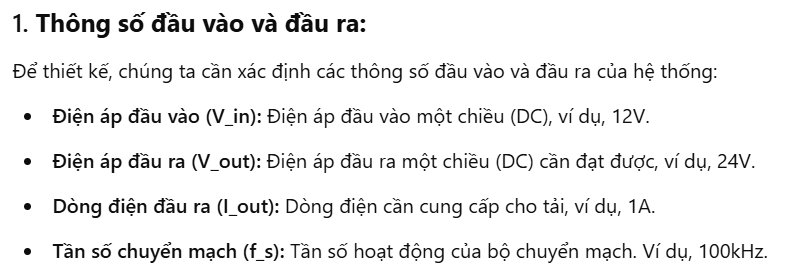 1. Thông số đầu vào và đầu ra:
Để thiết kế, chúng ta cần xác định các thông số đầu vào và đầu ra của hệ thống:
• Điện áp đầu vào (V_in): Điện áp đầu vào một chiều (DC), ví dụ, 12V.
• Điện áp đầu ra (V_out): Điện áp đầu ra một chiều (DC) cần đạt được, ví dụ, 24V.
• Dòng điện đầu ra (I_out): Dòng điện cần cung cấp cho tải, ví dụ, 1A.
• Tần số chuyển mạch (f_s): Tần số hoạt động của bộ chuyển mạch. Ví dụ, 100kHz.